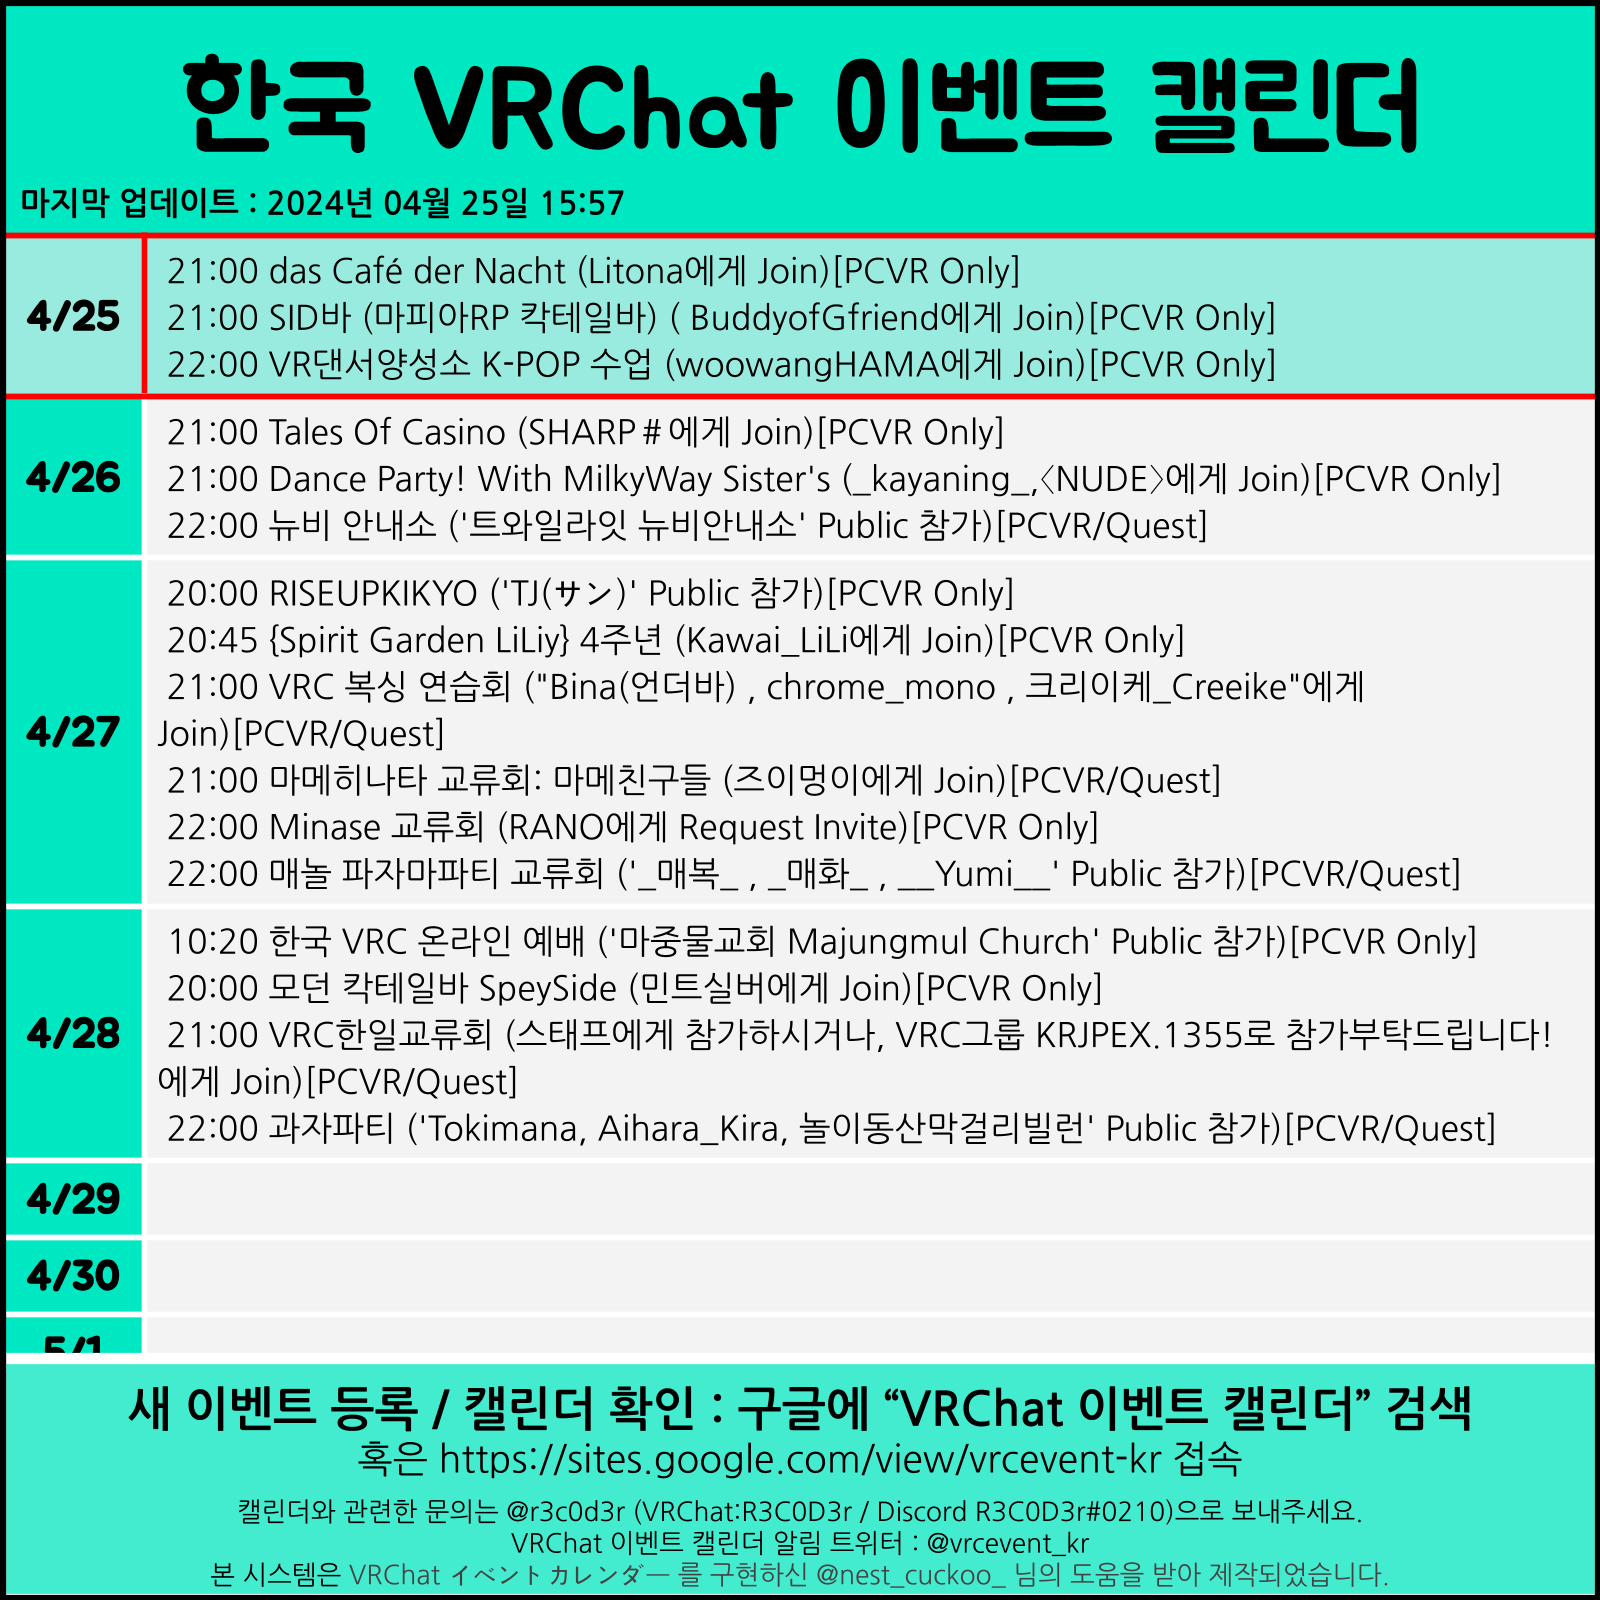 한국 VRChat 이벤트 캘린더
마지막 업데이트 : 2024년 04월 25일 15:57
4/25
21:00 das Café der Nacht (Litona에게 Join)[PCVR Only]
21:00 SID바 (마피아RP 칵테일바) ( BuddyofGfriend에게 Join)[PCVR Only]
22:00 VR댄서양성소 K-POP 수업 (woowangHAMA에게 Join)[PCVR Only]
4/26
21:00 Tales Of Casino (SHARP＃에게 Join)[PCVR Only]
21:00 Dance Party! With MilkyWay Sister's (_kayaning_,〈NUDE〉에게 Join)[PCVR Only]
22:00 뉴비 안내소 ('트와일라잇 뉴비안내소' Public 참가)[PCVR/Quest]
4/27
20:00 RISEUPKIKYO ('TJ(サン)' Public 참가)[PCVR Only]
20:45 {Spirit Garden LiLiy} 4주년 (Kawai_LiLi에게 Join)[PCVR Only]
21:00 VRC 복싱 연습회 ("Bina(언더바) , chrome_mono , 크리이케_Creeike"에게
Join)[PCVR/Quest]
21:00 마메히나타 교류회: 마메친구들 (즈이멍이에게 Join)[PCVR/Quest]
22:00 Minase 교류회 (RANO에게 Request Invite)[PCVR Only]
22:00 매놀 파자마파티 교류회 ('_매복_ , _매화_ , __Yumi__' Public 참가)[PCVR/Quest]
4/28
10:20 한국 VRC 온라인 예배 ('마중물교회 Majungmul Church' Public 참가)[PCVR Only]
20:00 모던 칵테일바 SpeySide (민트실버에게 Join)[PCVR Only]
21:00 VRC한일교류회 (스태프에게 참가하시거나, VRC그룹 KRJPEX.1355로 참가부탁드립니다!
에게 Join)[PCVR/Quest]
22:00 과자파티 ('Tokimana, Aihara_Kira, 놀이동산막걸리빌런' Public 참가)[PCVR/Quest]
4/29
4/30
5/1
새 이벤트 등록 / 캘린더 확인 : 구글에 “VRChat 이벤트 캘린더” 검색
혹은 https://sites.google.com/view/vrcevent-kr 접속
캘린더와 관련한 문의는 @r3c0d3r (VRChat:R3C0D3r / Discord R3C0D3r#0210)으로 보내주세요.
VRChat 이벤트 캘린더 알림 트위터 : @vrcevent_kr
본 시스템은 VRChat イベントカレンダー 를 구현하신 @nest_cuckoo_ 님의 도움을 받아 제작되었습니다.